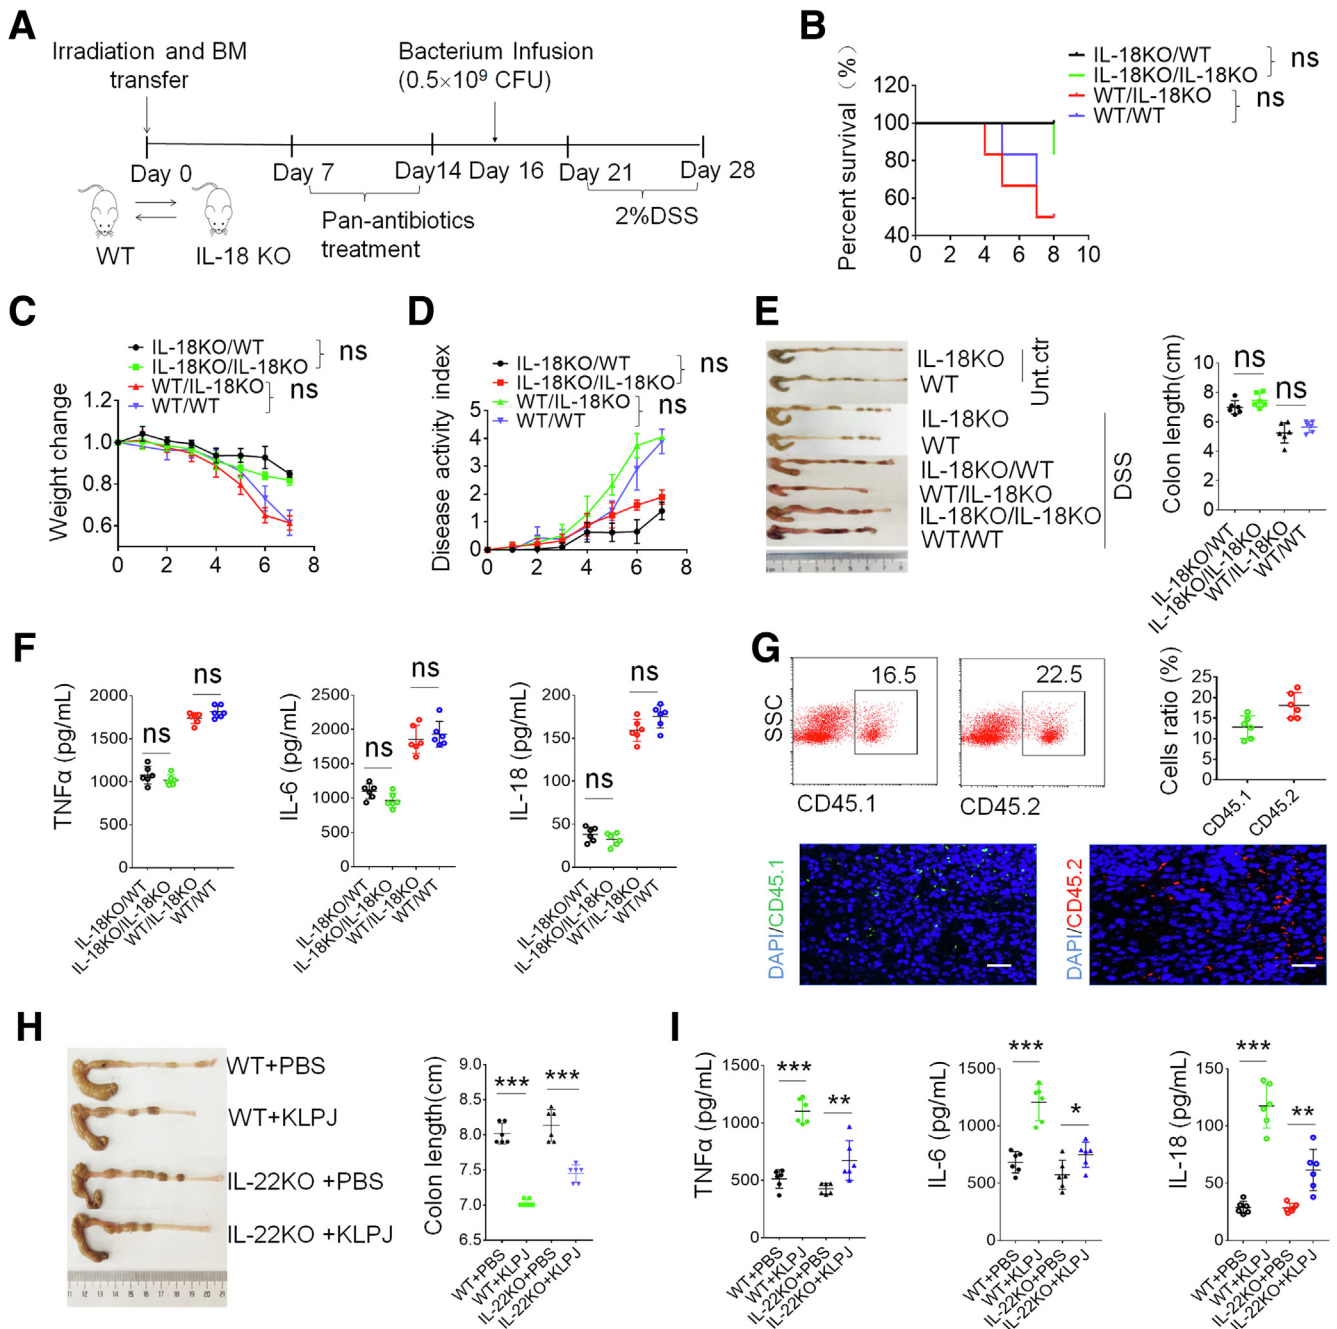 A
Irradiation and BM
transfer
Bacterium Infusion
(0.5×10⁹ CFU)
Day 0
Day 7
Day14
Day 16
Day 21
Day 28
Pan-antibiotics
treatment
2%DSS
WT
IL-18 KO
B
IL-18KO/WT
IL-18KO/IL-18KO
ns
WT/IL-18KO
WT/WT
ns
Percent survival (%)
120
100
80
60
40
0 2 4 6 8 10
C
IL-18KO/WT
IL-18KO/IL-18KO
ns
WT/IL-18KO
WT/WT
ns
Weight change
1.2
1.0
0.8
0.6
0 2 4 6 8
D
IL-18KO/WT
IL-18KO/IL-18KO
ns
WT/IL-18KO
WT/WT
ns
Disease activity index
5
4
3
2
1
0
0 2 4 6 8
E
IL-18KO
WT
Unt.ctr
IL-18KO
WT
IL-18KO/WT
WT/IL-18KO
IL-18KO/IL-18KO
WT/WT
DSS
Colon length(cm)
10
8
6
4
2
0
ns
ns
IL-18KO/WT
IL-18KO/IL-18KO
WT/IL-18KO
WT/WT
F
TNFα (pg/mL)
2000
1500
1000
500
0
ns
ns
IL-18KO/WT
IL-18KO/IL-18KO
WT/IL-18KO
WT/WT
IL-6 (pg/mL)
2500
2000
1500
1000
500
0
ns
ns
IL-18KO/WT
IL-18KO/IL-18KO
WT/IL-18KO
WT/WT
IL-18 (pg/mL)
200
150
100
50
0
ns
ns
IL-18KO/WT
IL-18KO/IL-18KO
WT/IL-18KO
WT/WT
G
SSC
16.5
CD45.1
22.5
CD45.2
Cells ratio (%)
25
20
15
10
5
0
CD45.1
CD45.2
DAPI/CD45.1
DAPI/CD45.2
H
WT+PBS
WT+KLPJ
IL-22KO +PBS
IL-22KO +KLPJ
11 12 13 14 15 16 17 18 19 20 21
Colon length(cm)
9.0
8.5
8.0
7.5
7.0
6.5
***
***
WT+PBS
WT+KLPJ
IL-22KO+PBS
IL-22KO+KLPJ
I
TNFα (pg/mL)
1500
1000
500
0
***
**
WT+PBS
WT+KLPJ
IL-22KO+PBS
IL-22KO+KLPJ
IL-6 (pg/mL)
1500
1000
500
0
***
*
WT+PBS
WT+KLPJ
IL-22KO+PBS
IL-22KO+KLPJ
IL-18 (pg/mL)
150
100
50
0
***
**
WT+PBS
WT+KLPJ
IL-22KO+PBS
IL-22KO+KLPJ